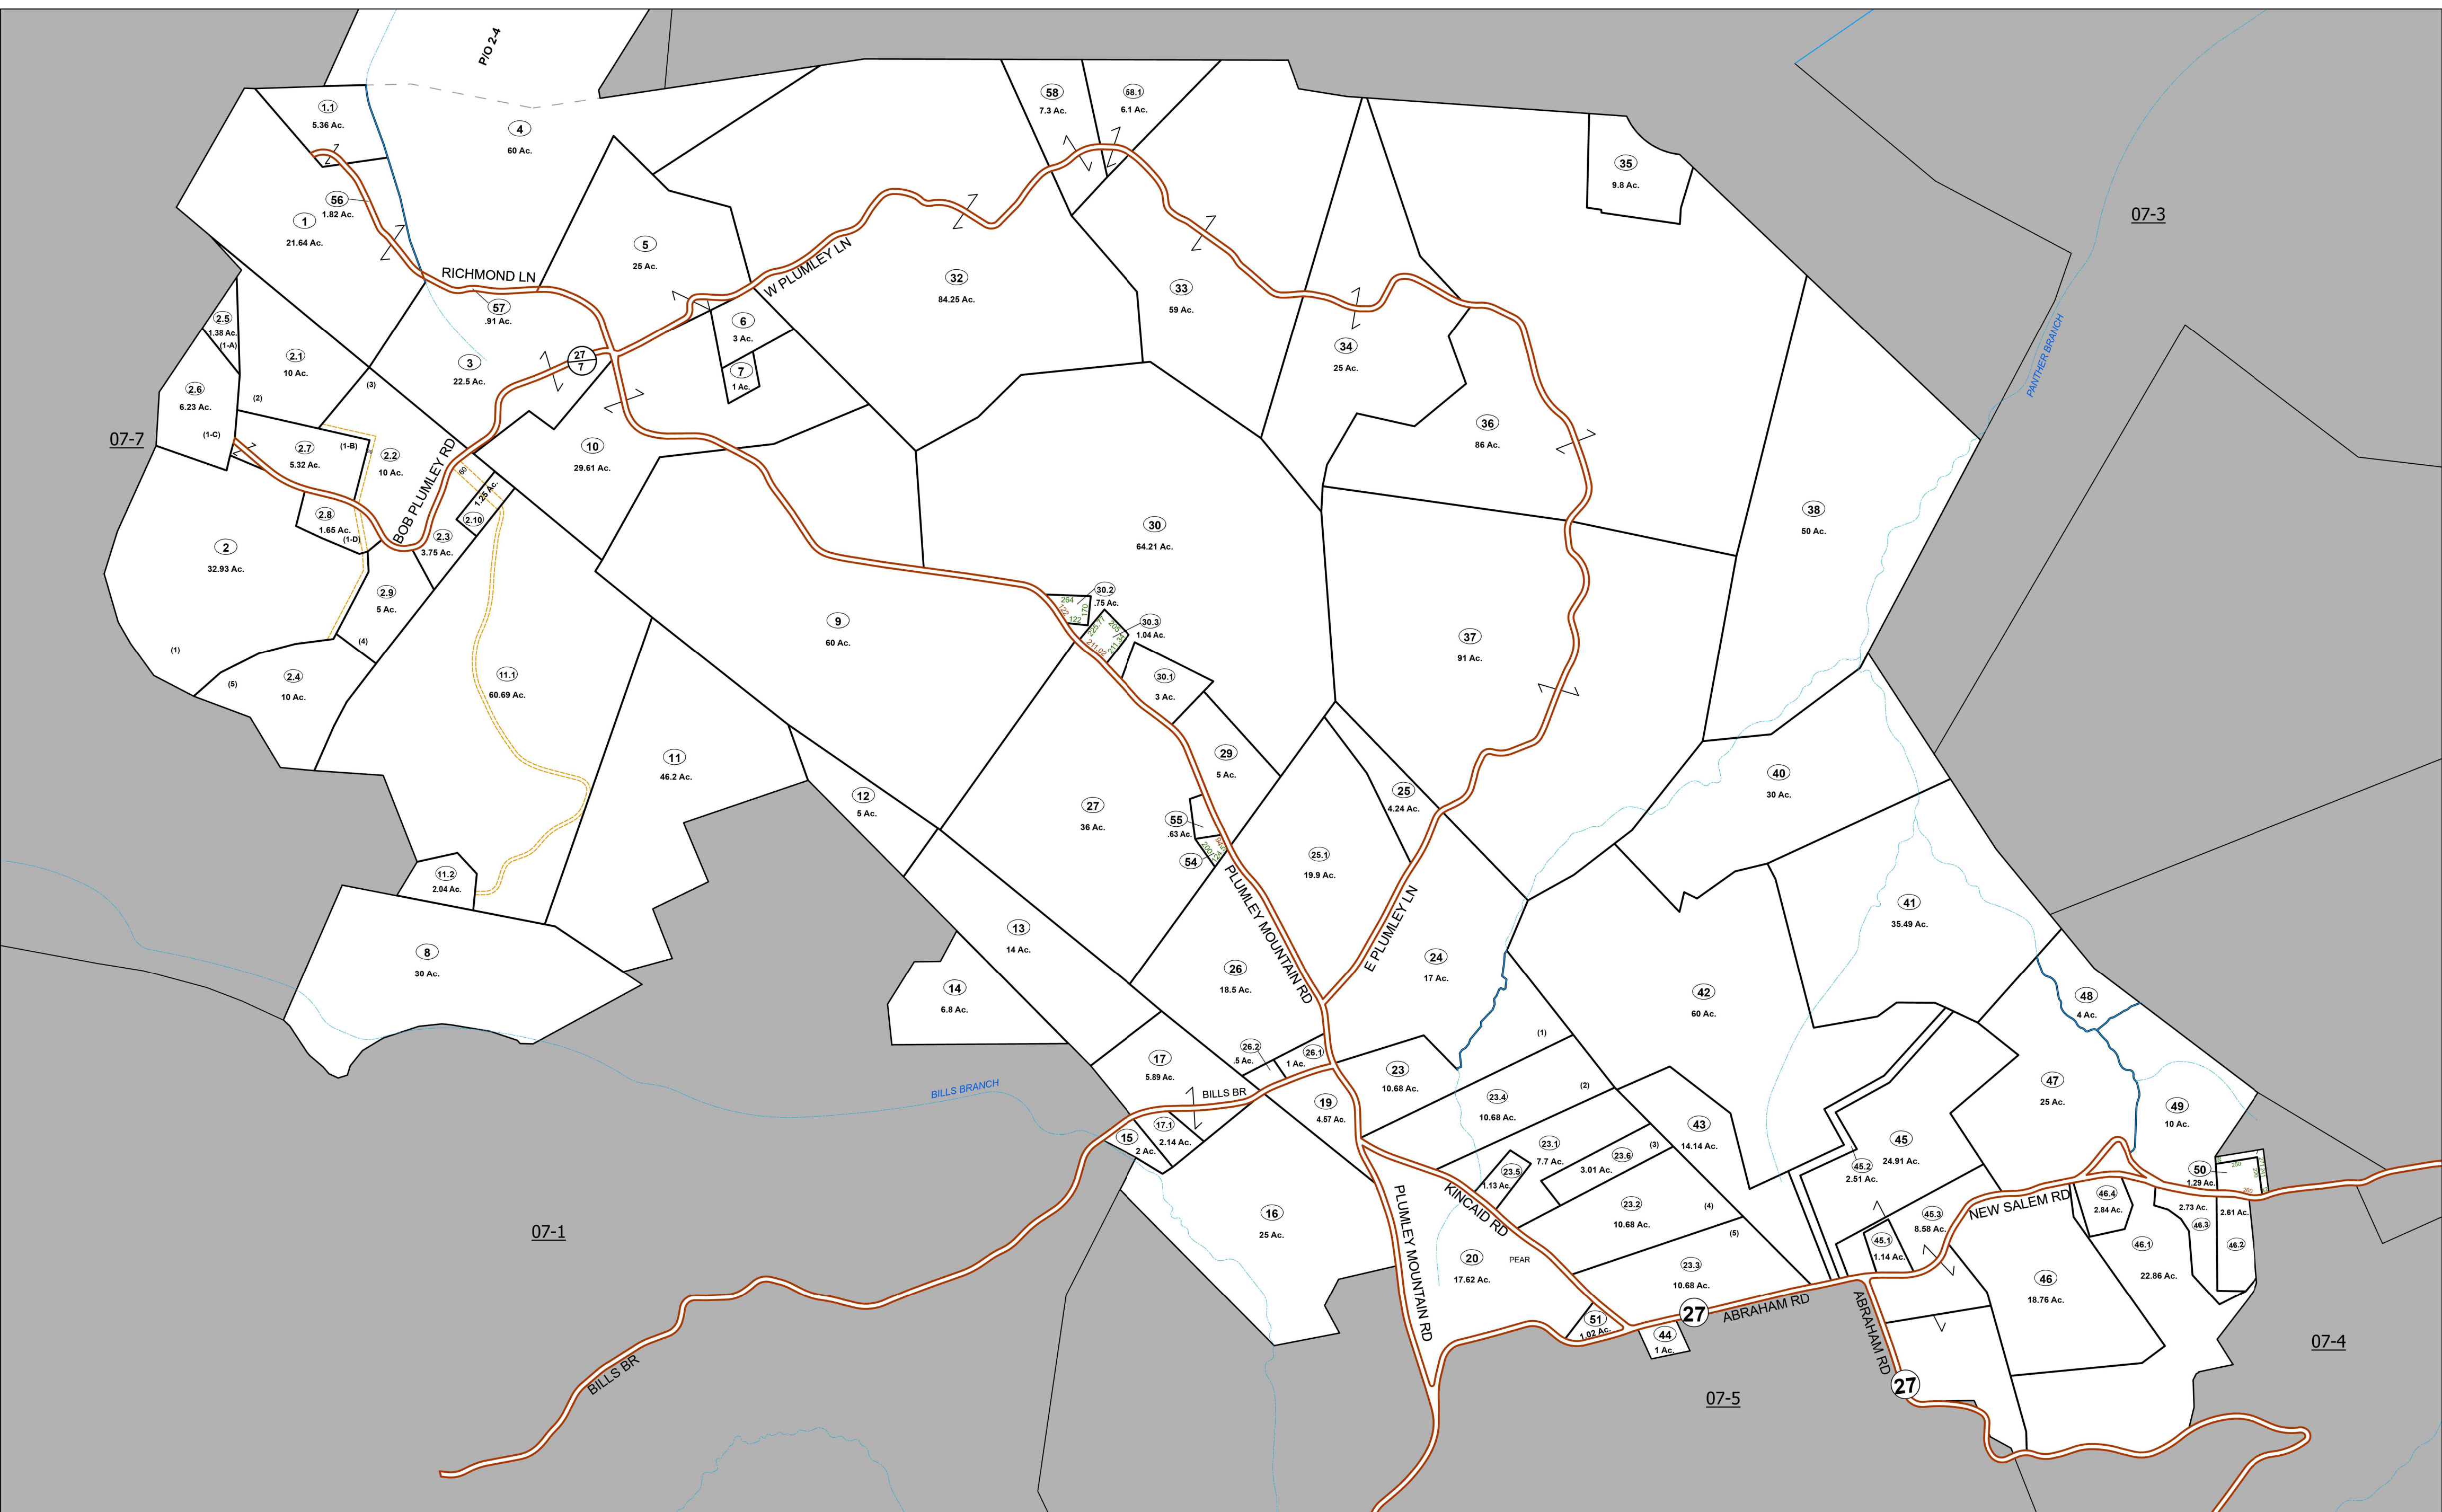 P/O 2-4
1.1
5.36 Ac.
4
60 Ac.
58
7.3 Ac.
58.1
6.1 Ac.
35
9.8 Ac.
07-3
56
1.82 Ac.
1
21.64 Ac.
5
25 Ac.
RICHMOND LN
W PLUMLEY LN
57
.91 Ac.
32
84.25 Ac.
33
59 Ac.
PANTHER BRANCH
2.5
1.38 Ac.
(1-A)
2.1
10 Ac.
(2)
(3)
3
22.5 Ac.
27
7
6
3 Ac.
7
1 Ac.
34
25 Ac.
2.6
6.23 Ac.
(1-C)
07-7
2.7
5.32 Ac.
(1-B)
2.2
10 Ac.
BOB PLUMLEY RD
60
10
29.61 Ac.
36
86 Ac.
38
50 Ac.
1.25 Ac.
2.10
2.8
1.65 Ac.
(1-D)
2.3
3.75 Ac.
2
32.93 Ac.
(1)
2.9
5 Ac.
(4)
30
64.21 Ac.
2.4
10 Ac.
(5)
9
60 Ac.
30.2
.75 Ac.
264
170
122
122
30.3
1.04 Ac.
225.77
205
211.34
211.02
37
91 Ac.
11.1
60.69 Ac.
30.1
3 Ac.
11
46.2 Ac.
29
5 Ac.
40
30 Ac.
12
5 Ac.
27
36 Ac.
25
4.24 Ac.
55
.63 Ac.
54
200
25.1
19.9 Ac.
11.2
2.04 Ac.
PLUMLEY MOUNTAIN RD
E PLUMLEY LN
41
35.49 Ac.
8
30 Ac.
13
14 Ac.
14
6.8 Ac.
26
18.5 Ac.
24
17 Ac.
42
60 Ac.
48
4 Ac.
BILLS BRANCH
17
5.89 Ac.
26.2
.5 Ac.
26.1
1 Ac.
BILLS BR
23
10.68 Ac.
(1)
23.4
10.68 Ac.
(2)
47
25 Ac.
49
10 Ac.
19
4.57 Ac.
15
2 Ac.
17.1
2.14 Ac.
23.1
7.7 Ac.
23.6
3.01 Ac.
(3)
43
14.14 Ac.
45
24.91 Ac.
45.2
2.51 Ac.
23.5
1.13 Ac.
50
1.29 Ac.
260
260
07-1
16
25 Ac.
PLUMLEY MOUNTAIN RD
KINCAID RD
23.2
10.68 Ac.
(4)
(5)
45.3
8.58 Ac.
NEW SALEM RD
46.4
2.84 Ac.
2.73 Ac.
46.3
2.61 Ac.
46.2
20
17.62 Ac.
PEAR
23.3
10.68 Ac.
45.1
1.14 Ac.
46.1
22.86 Ac.
46
18.76 Ac.
51
1.02 Ac.
27
ABRAHAM RD
44
1 Ac.
ABRAHAM RD
07-4
BILLS BR
27
07-5